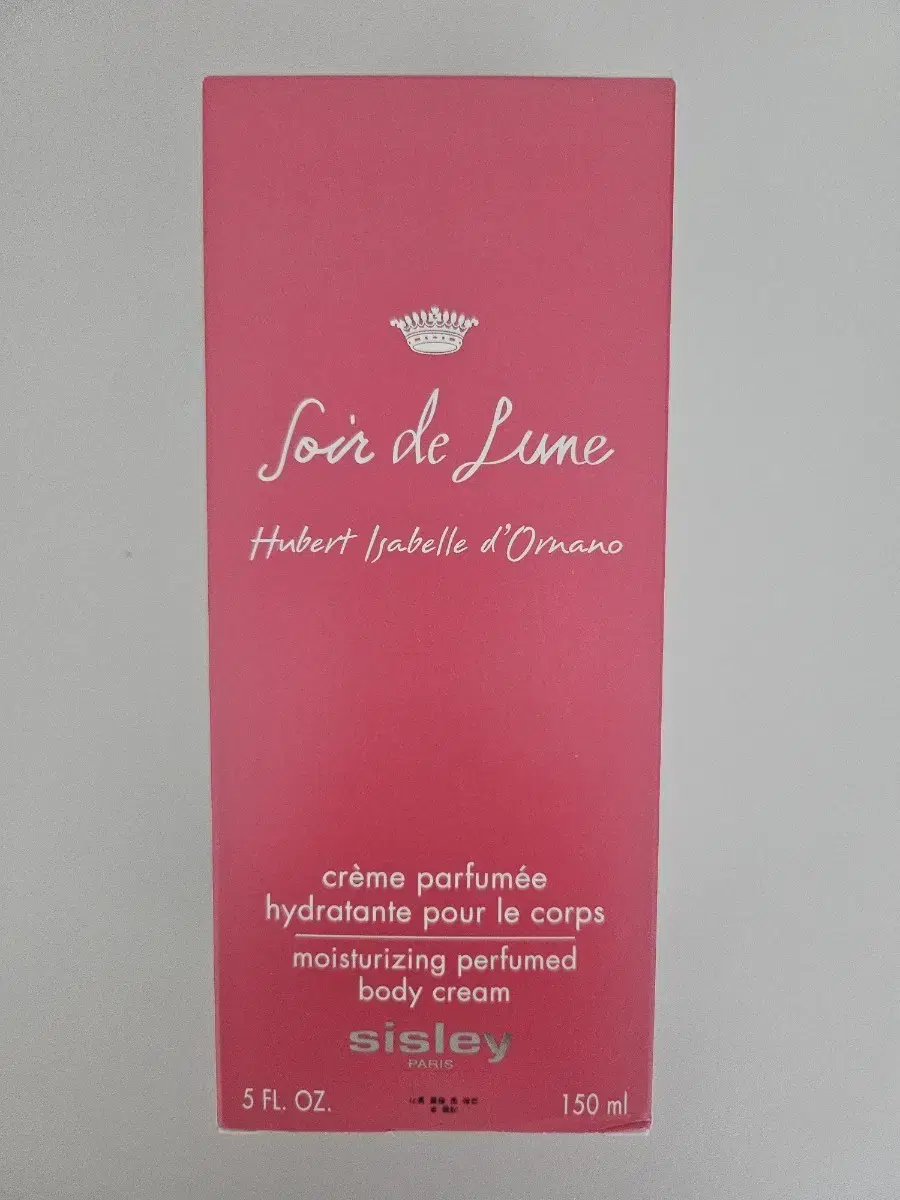 Soir de Lune
Hubert Isabelle d'Ornano
crème parfumée
hydratante pour le corps
moisturizing perfumed
body cream
sisley
PARIS
5 FL. OZ.
150 ml